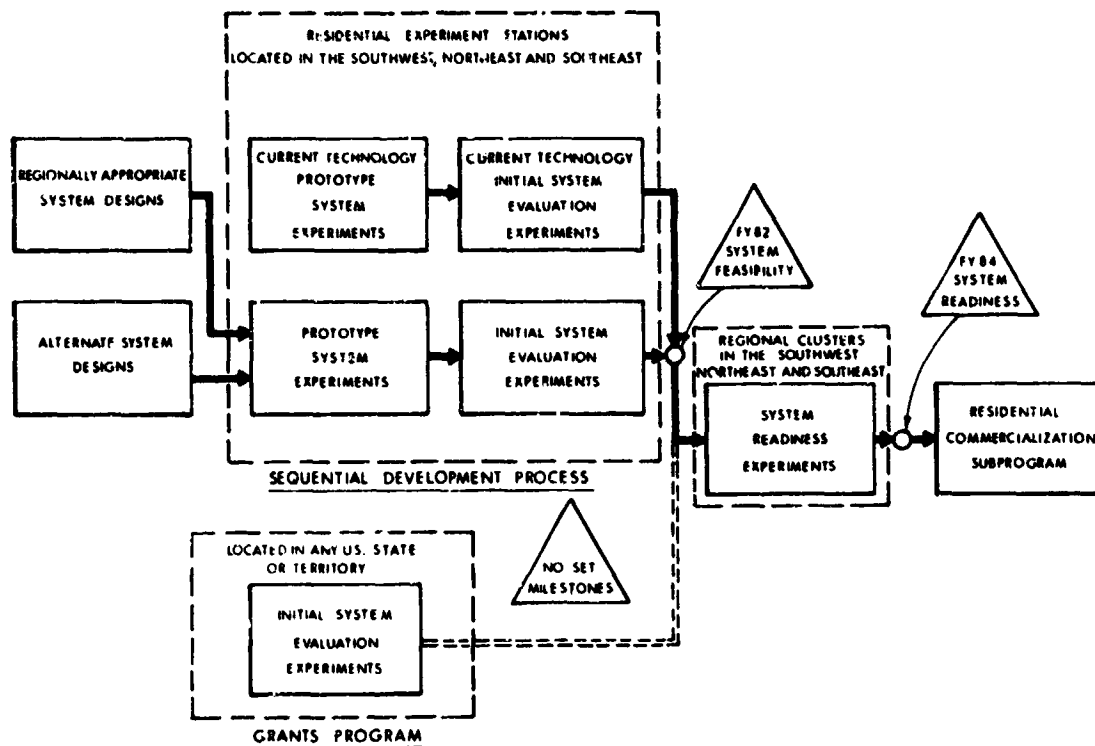 RESIDENTIAL EXPERIMENT STATIONS
LOCATED IN THE SOUTHWEST, NORTHEAST AND SOUTHEAST
REGIONALLY APPROPRIATE
SYSTEM DESIGNS
CURRENT TECHNOLOGY
PROTOTYPE
SYSTEM
EXPERIMENTS
CURRENT TECHNOLOGY
INITIAL SYSTEM
EVALUATION
EXPERIMENTS
FY82
SYSTEM
FEASIBILITY
FY84
SYSTEM
READINESS
ALTERNATE SYSTEM
DESIGNS
PROTOTYPE
SYSTEM
EXPERIMENTS
INITIAL SYSTEM
EVALUATION
EXPERIMENTS
REGIONAL CLUSTERS
IN THE SOUTHWEST
NORTHEAST AND SOUTHEAST
SYSTEM
READINESS
EXPERIMENTS
RESIDENTIAL
COMMERCIALIZATION
SUBPROGRAM
SEQUENTIAL DEVELOPMENT PROCESS
NO SET
MILESTONES
LOCATED IN ANY U.S. STATE
OR TERRITORY
INITIAL SYSTEM
EVALUATION
EXPERIMENTS
GRANTS PROGRAM